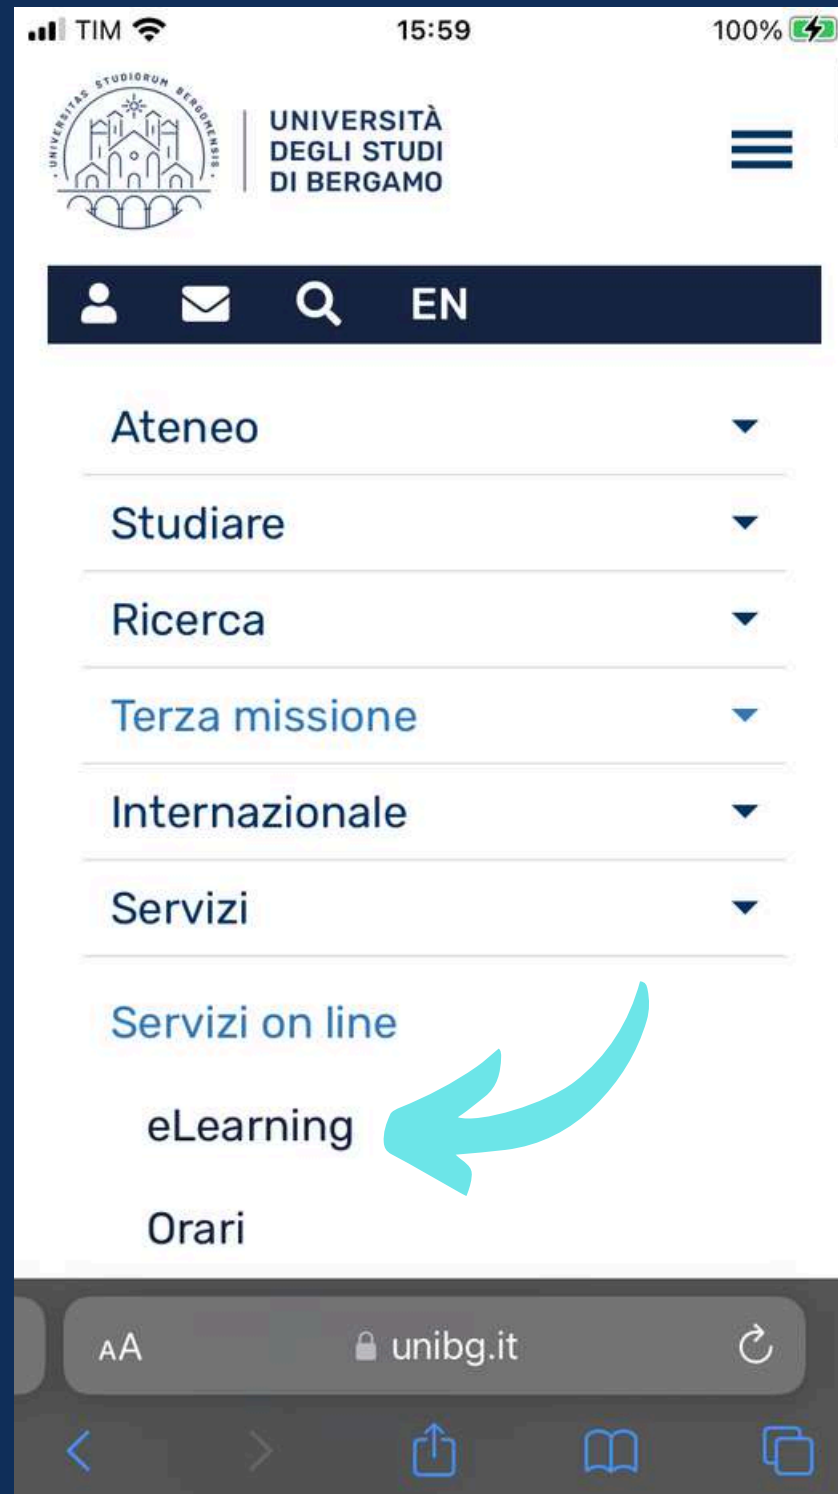 TIM 15:59 100%
UNIVERSITAS STUDIORUM BERGOMENSIS
UNIVERSITÀ
DEGLI STUDI
DI BERGAMO
EN
Ateneo
Studiare
Ricerca
Terza missione
Internazionale
Servizi
Servizi on line
eLearning
Orari
AA unibg.it